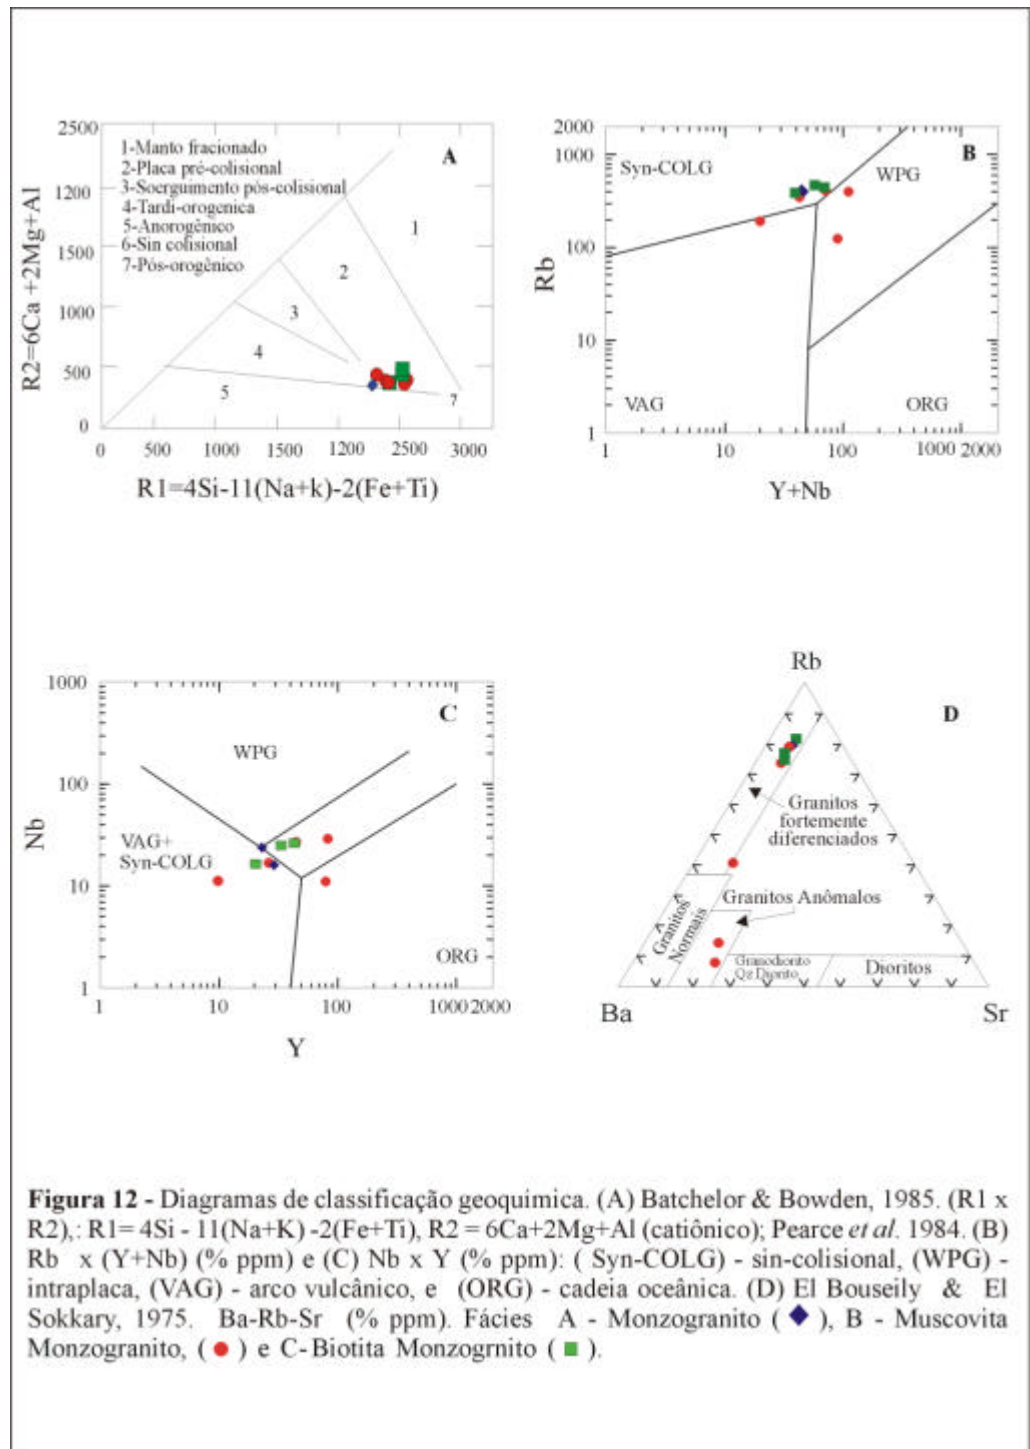 2500
1200
1500
1000
500
0
1-Manto fracionado
2-Placa pré-colisional
3-Soerguimento pós-colisional
4-Tardi-orogenica
5-Anorogênico
6-Sin colisional
7-Pós-orogênico
A
1
2
3
4
5
7
R2=6Ca +2Mg+Al
0 500 1000 1500 1200 2500 3000
R1=4Si-11(Na+k)-2(Fe+Ti)
2000
1000
100
10
1
Syn-COLG
WPG
B
VAG
ORG
Rb
10 100 1000 2000
Y+Nb
1000
100
10
1
WPG
C
VAG+
Syn-COLG
ORG
Nb
1 10 100 1000 2000
Y
Rb
D
Granitos
fortemente
diferenciados
Granitos Anômalos
Granitos
Normais
Granodiorito
Qz Diorito
Dioritos
Ba
Sr
Figura 12 - Diagramas de classificação geoquímica. (A) Batchelor & Bowden, 1985. (R1 x
R2),: R1= 4Si - 11(Na+K) -2(Fe+Ti), R2 = 6Ca+2Mg+Al (catiônico); Pearce et al. 1984. (B)
Rb x (Y+Nb) (% ppm) e (C) Nb x Y (% ppm): ( Syn-COLG) - sin-colisional, (WPG) -
intraplaca, (VAG) - arco vulcânico, e (ORG) - cadeia oceânica. (D) El Bouseily & El
Sokkary, 1975. Ba-Rb-Sr (% ppm). Fácies A - Monzogranito ( ◆ ), B - Muscovita
Monzogranito, ( ● ) e C- Biotita Monzogrnito ( ■ ).